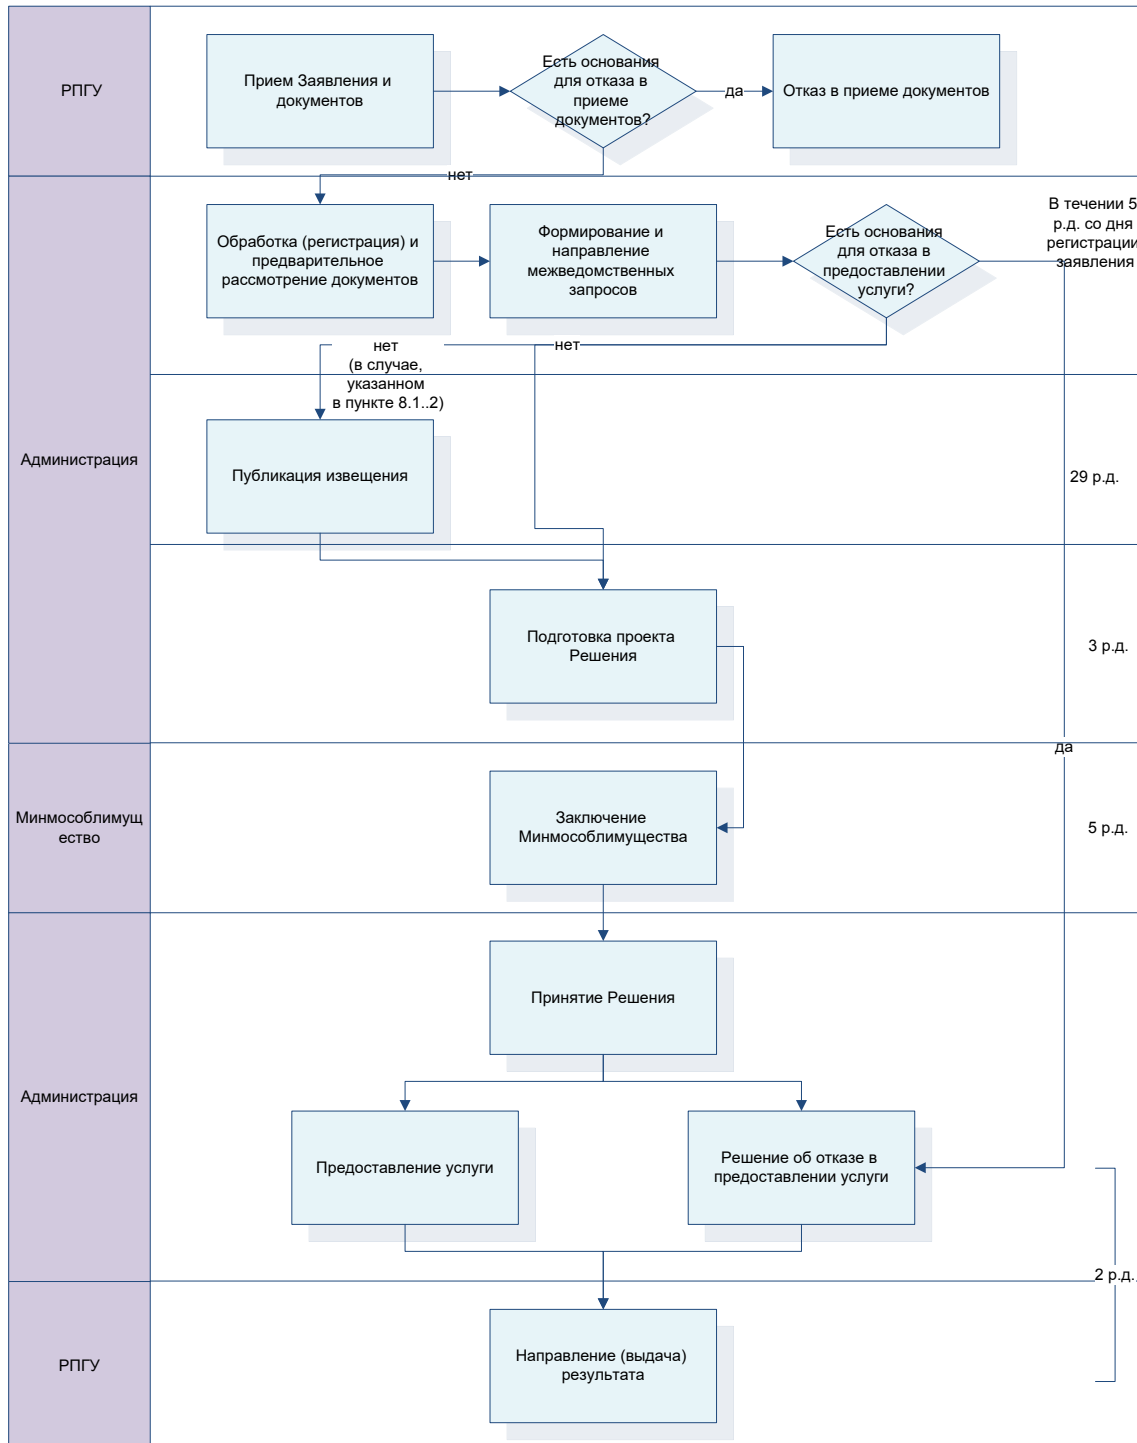 РПГУ
Прием Заявления и
документов
Есть основания
для отказа в
приеме
документов?
да
Отказ в приеме документов
нет
Администрация
Обработка (регистрация) и
предварительное
рассмотрение документов
Формирование и
направление
межведомственных
запросов
Есть основания
для отказа в
предоставлении
услуги?
В течении 5
р.д. со дня
регистрации
заявления
нет
(в случае,
указанном
в пункте 8.1..2)
нет
Публикация извещения
29 р.д.
Подготовка проекта
Решения
3 р.д.
да
Минмособлимущ
ество
Заключение
Минмособлимущества
5 р.д.
Администрация
Принятие Решения
Предоставление услуги
Решение об отказе в
предоставлении услуги
2 р.д.
РПГУ
Направление (выдача)
результата